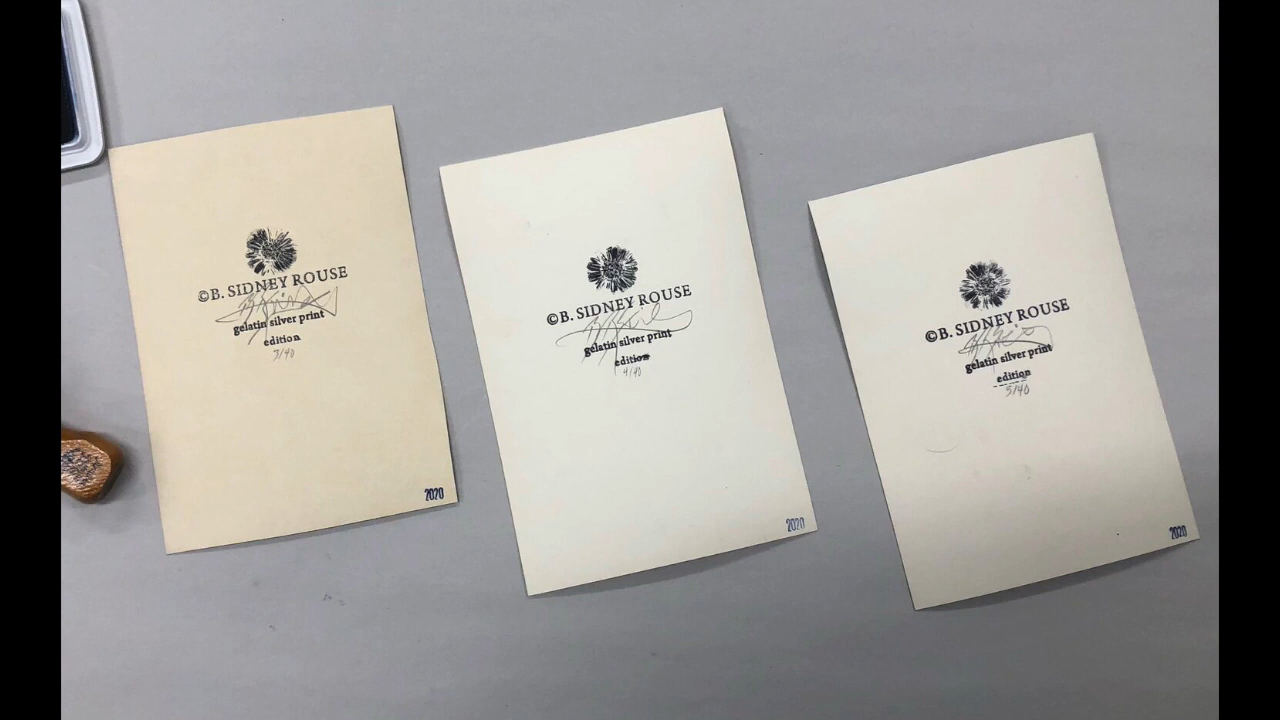 ©B. SIDNEY ROUSE
gelatin silver print
edition
3/40
2020
©B. SIDNEY ROUSE
gelatin silver print
edition
4/40
2020
©B. SIDNEY ROUSE
gelatin silver print
edition
5/40
2020